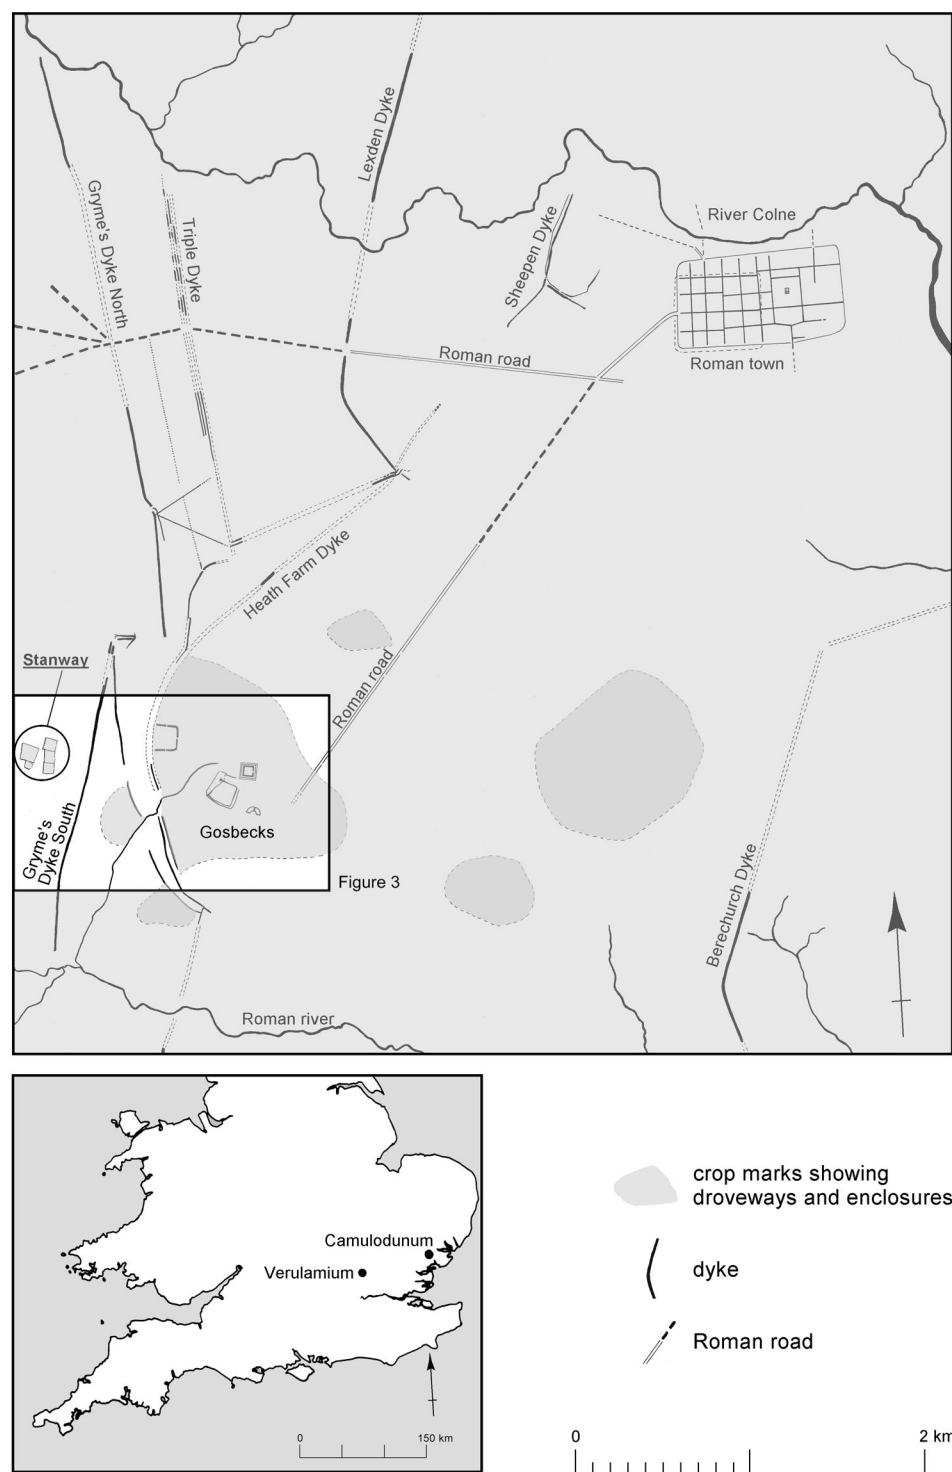 Lexden Dyke
Gryme's Dyke North
Triple Dyke
Sheepen Dyke
River Colne
Roman road
Roman town
Heath Farm Dyke
Stanway
Roman road
Gryme's
Dyke South
Gosbecks
Figure 3
Berechurch Dyke
Roman river
Camulodunum
Verulamium
0
150 km
crop marks showing
droveways and enclosures
dyke
Roman road
0
2 km